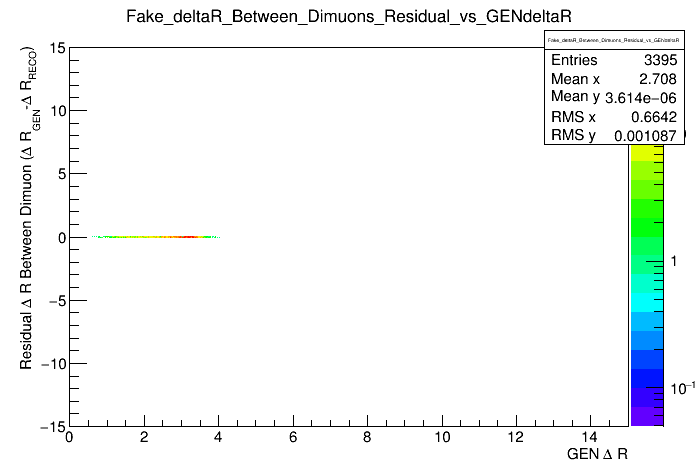 Fake_deltaR_Between_Dimuons_Residual_vs_GENdeltaR
Fake_deltaR_Between_Dimuons_Residual_vs_GENdeltaR
Entries 3395
Mean x 2.708
Mean y 3.614e−06
RMS x 0.6642
RMS y 0.001087
Residual Δ R Between Dimuon (Δ R_GEN-Δ R_RECO)
15
10
5
0
−5
−10
−15
0 2 4 6 8 10 12 14
GEN Δ R
1
10⁻¹